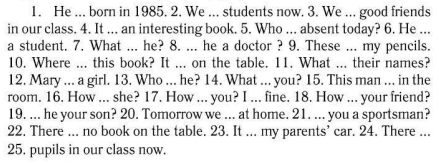 1. He ... born in 1985. 2. We ... students now. 3. We ... good friends
in our class. 4. It ... an interesting book. 5. Who ... absent today? 6. He ...
a student. 7. What ... he? 8. ... he a doctor ? 9. These ... my pencils.
10. Where ... this book? It ... on the table. 11. What ... their names?
12. Mary ... a girl. 13. Who ... he? 14. What ... you? 15. This man ... in the
room. 16. How ... she? 17. How ... you? I ... fine. 18. How ... your friend?
19. ... he your son? 20. Tomorrow we ... at home. 21. ... you a sportsman?
22. There ... no book on the table. 23. It ... my parents' car. 24. There ...
25. pupils in our class now.